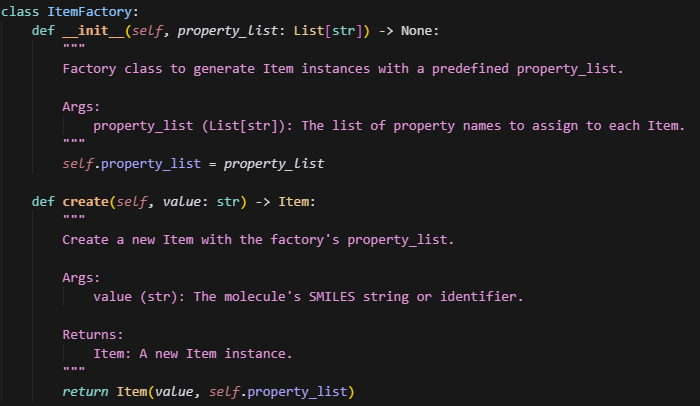 class ItemFactory:
    def __init__(self, property_list: List[str]) -> None:
        """
        Factory class to generate Item instances with a predefined property_list.

        Args:
            property_list (List[str]): The list of property names to assign to each Item.
        """
        self.property_list = property_list

    def create(self, value: str) -> Item:
        """
        Create a new Item with the factory's property_list.

        Args:
            value (str): The molecule's SMILES string or identifier.

        Returns:
            Item: A new Item instance.
        """
        return Item(value, self.property_list)